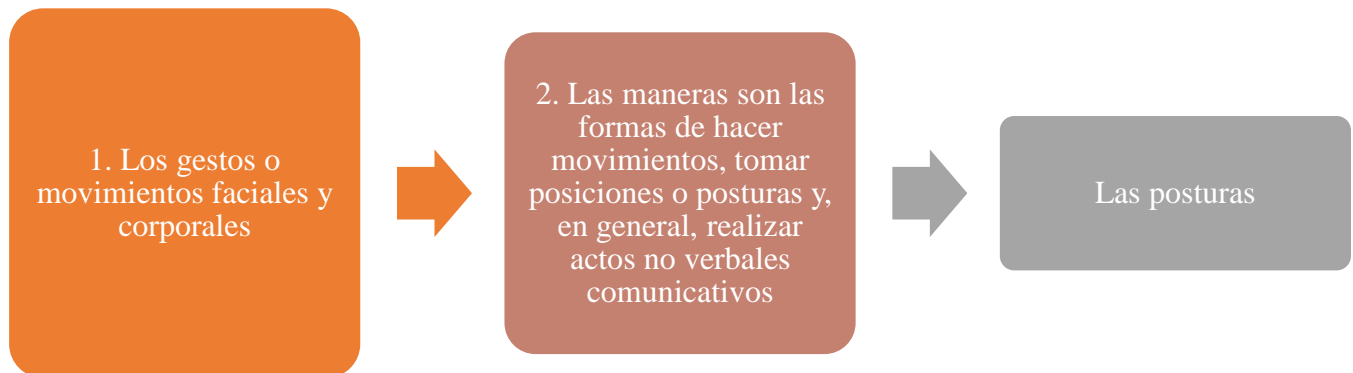 1. Los gestos o
movimientos faciales y
corporales
2. Las maneras son las
formas de hacer
movimientos, tomar
posiciones o posturas y,
en general, realizar
actos no verbales
comunicativos
Las posturas